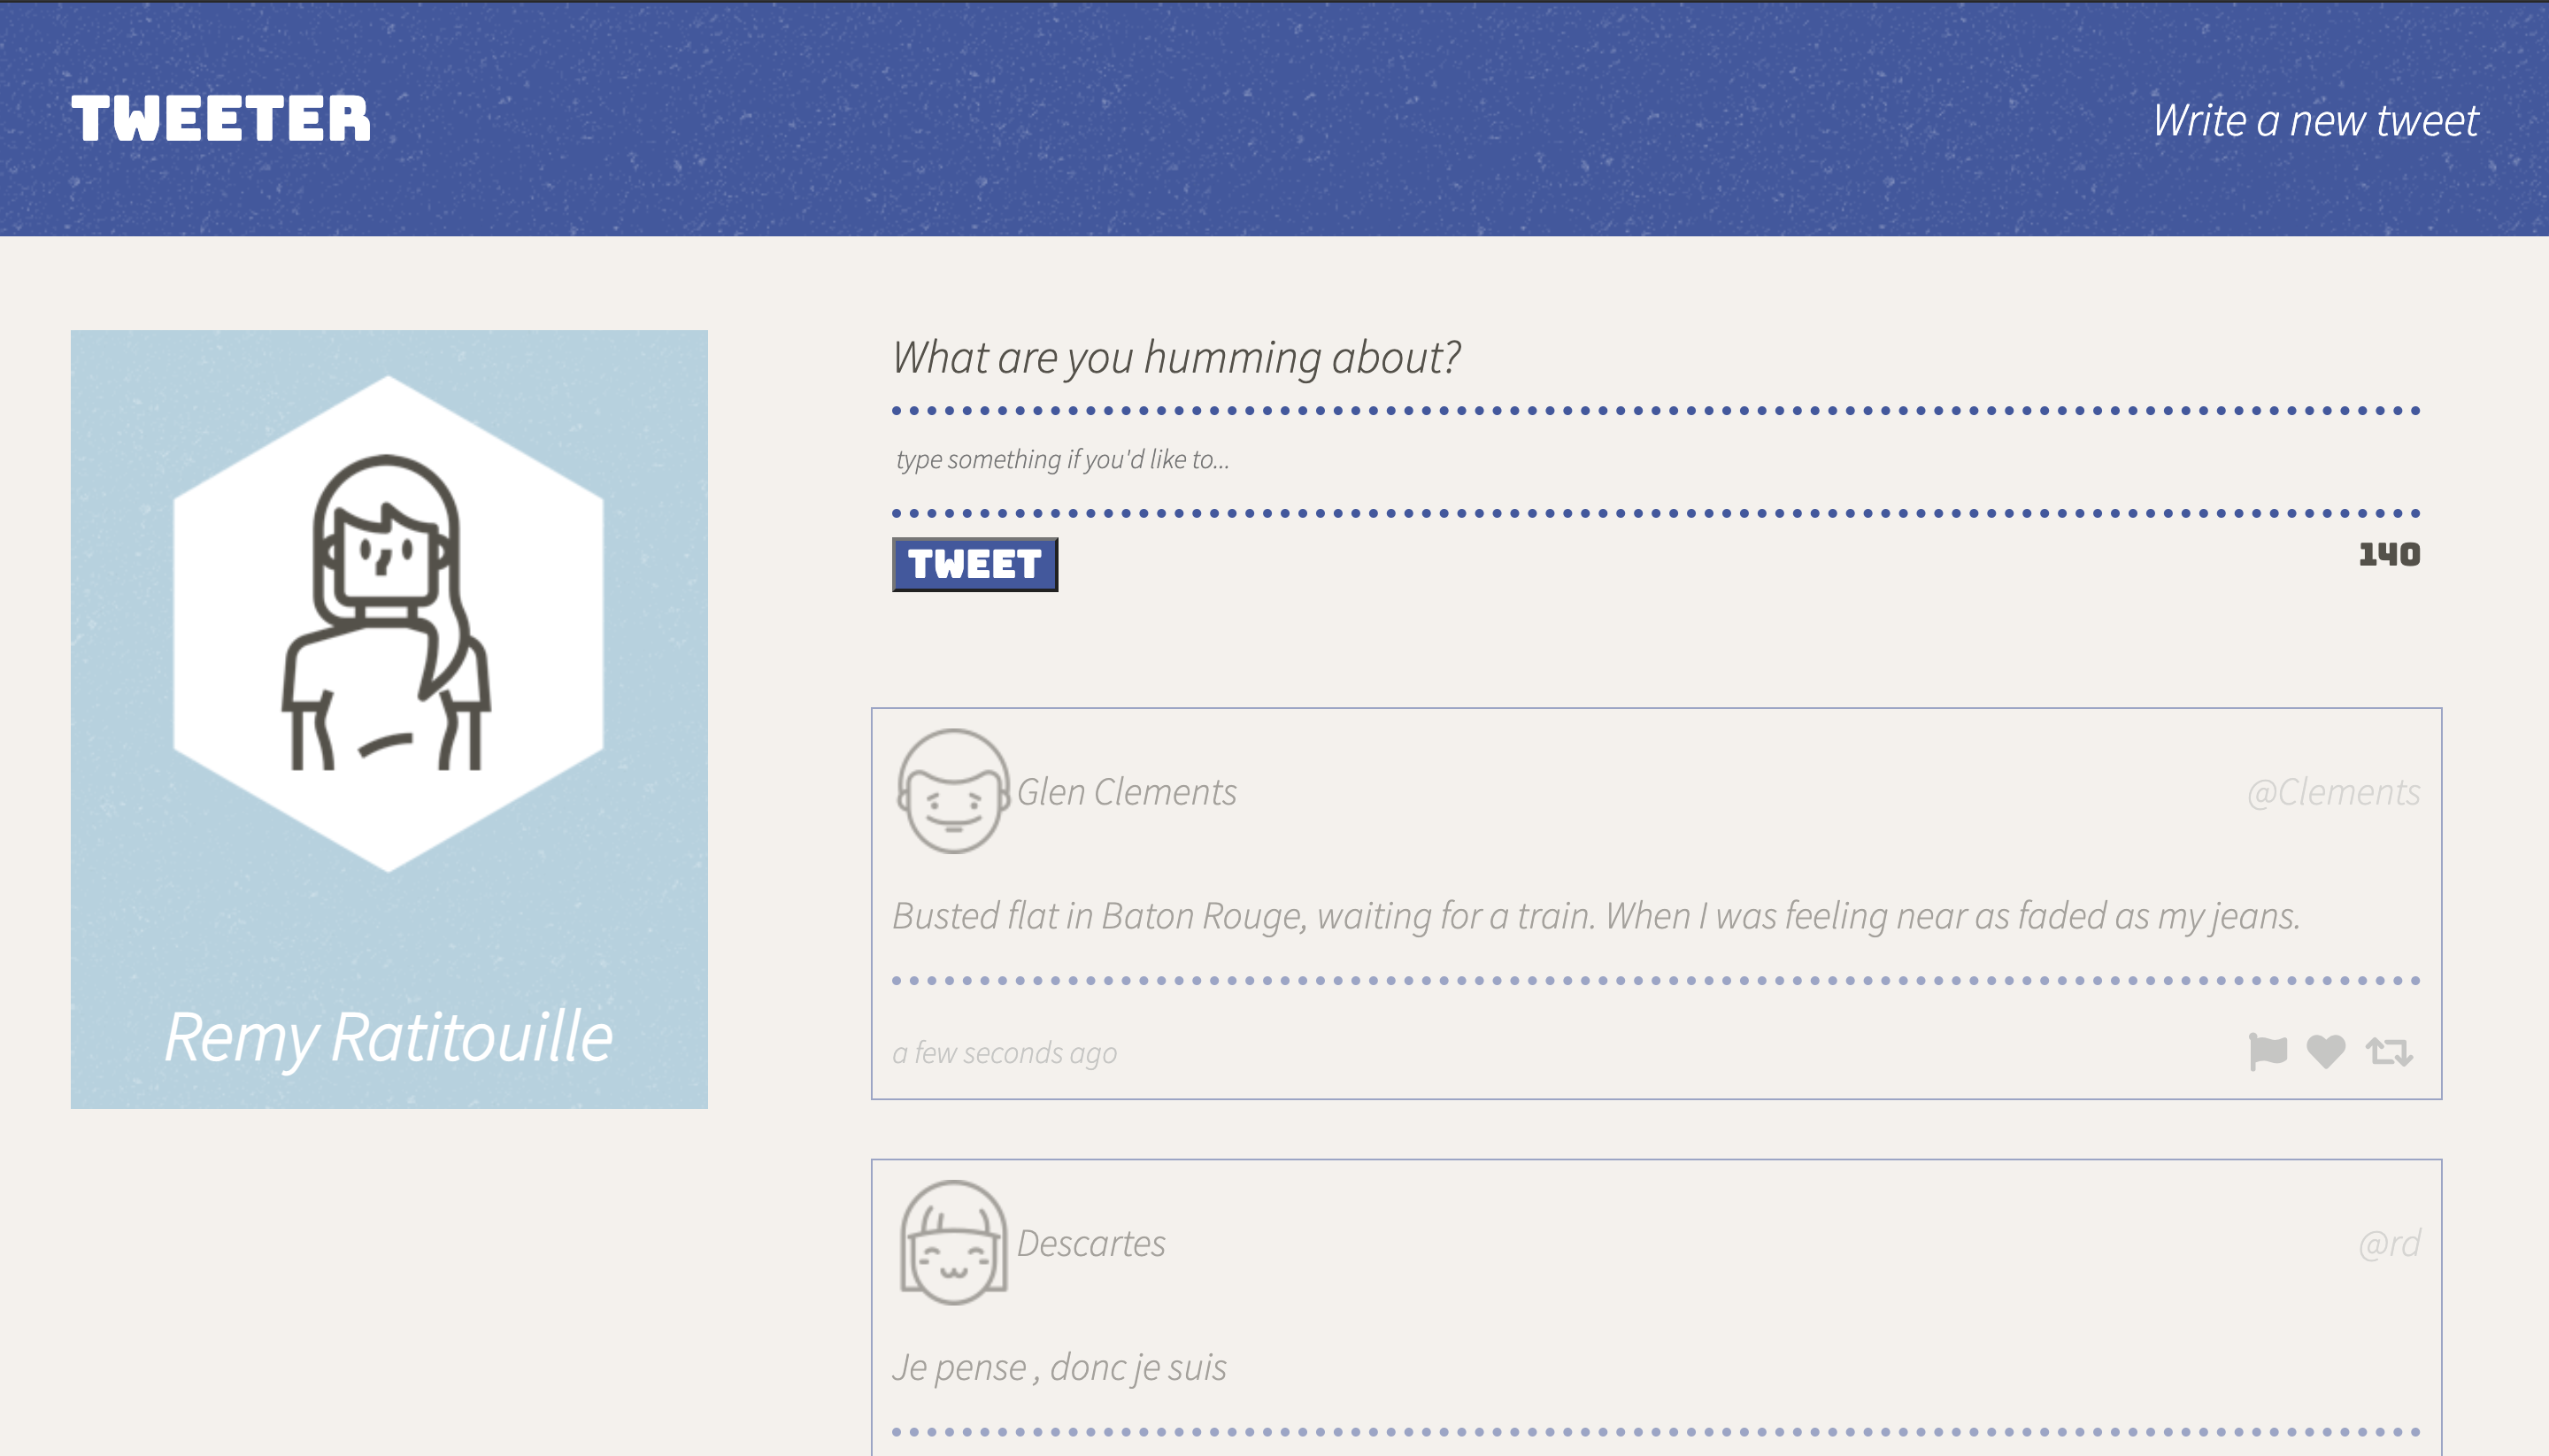 TWEETER
Write a new tweet
Remy Ratitouille
What are you humming about?
type something if you'd like to...
TWEET
140
Glen Clements
@Clements
Busted flat in Baton Rouge, waiting for a train. When I was feeling near as faded as my jeans.
a few seconds ago
Descartes
@rd
Je pense , donc je suis